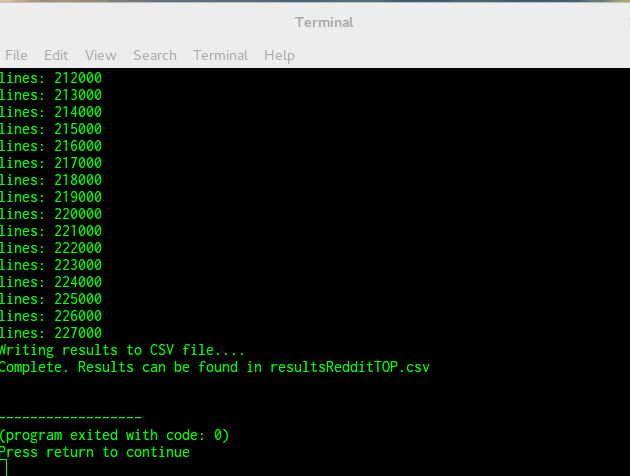 Terminal
File Edit View Search Terminal Help
lines: 212000
lines: 213000
lines: 214000
lines: 215000
lines: 216000
lines: 217000
lines: 218000
lines: 219000
lines: 220000
lines: 221000
lines: 222000
lines: 223000
lines: 224000
lines: 225000
lines: 226000
lines: 227000
Writing results to CSV file....
Complete. Results can be found in resultsRedditTOP.csv
------------------
(program exited with code: 0)
Press return to continue